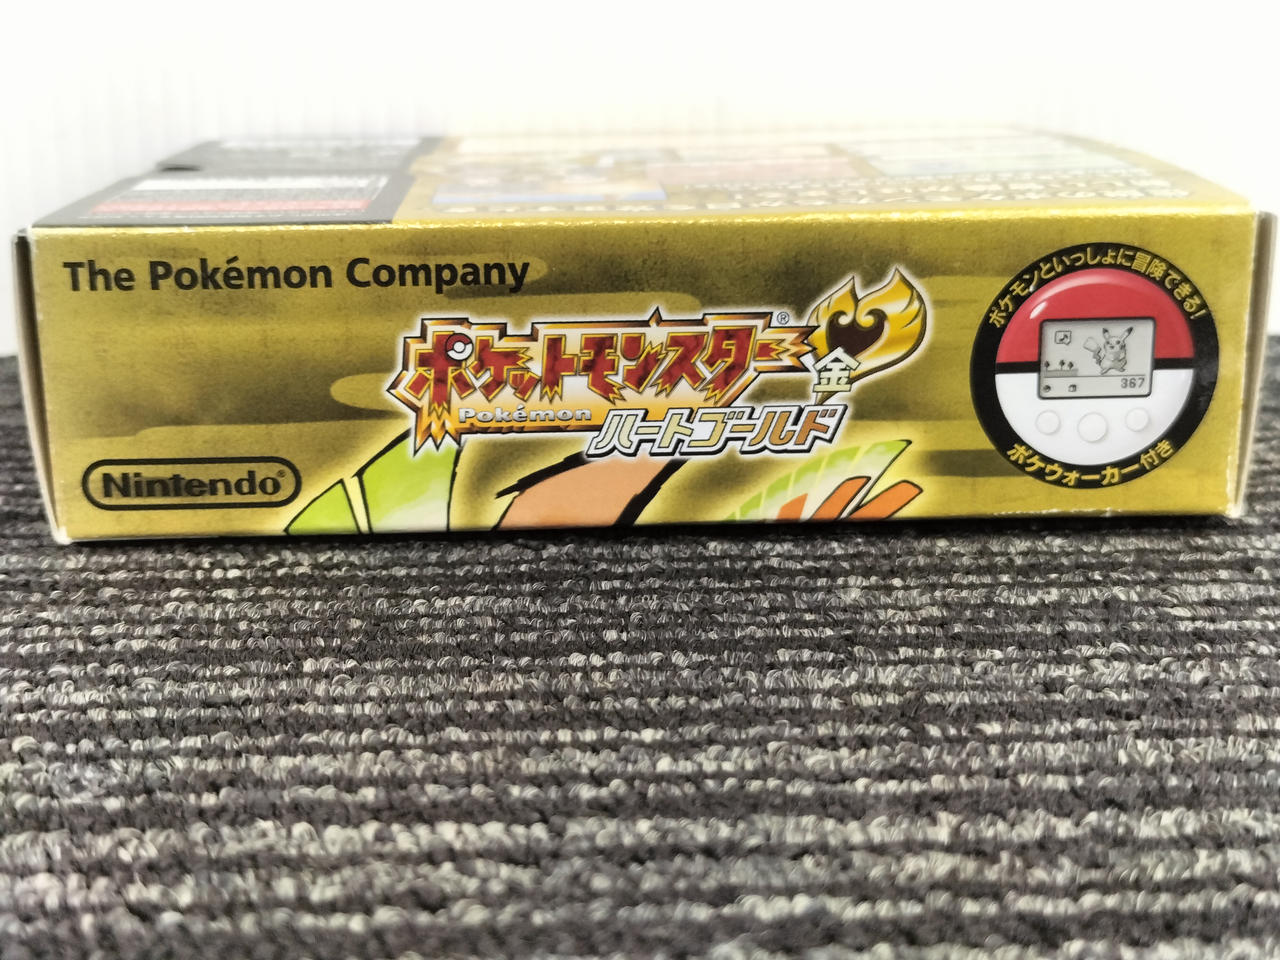 The Pokémon Company
ポケットモンスター®
金
Pokémon
ハートゴールド
Nintendo®
ポケモンといっしょに冒険できる!
367
ポケウォーカー付き